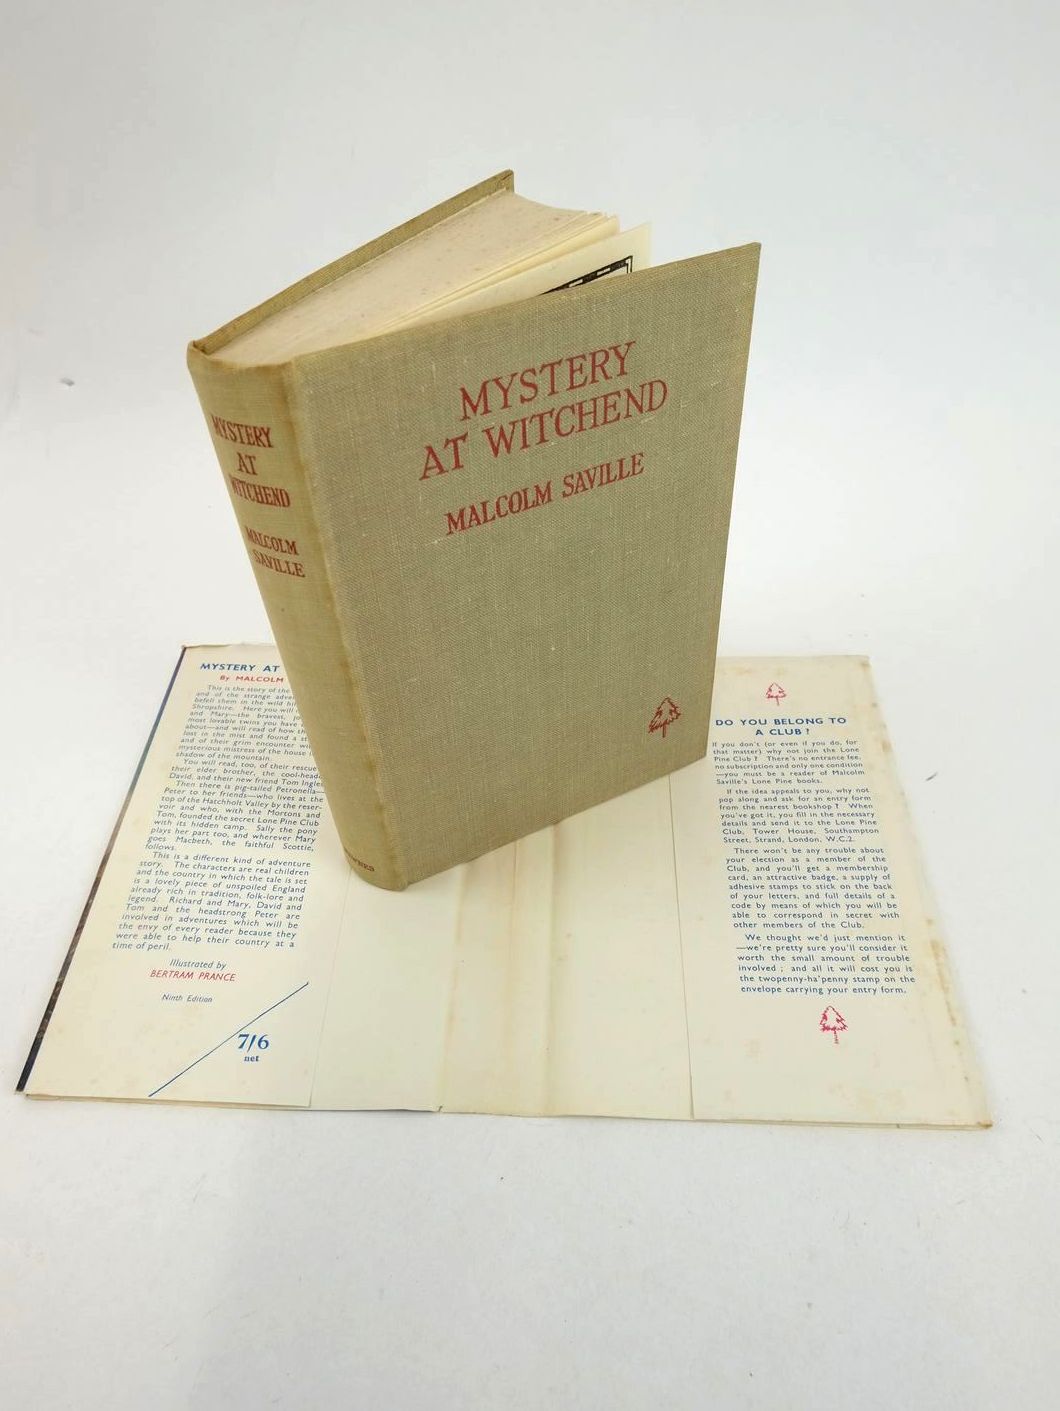 MYSTERY
AT WITCHEND
MALCOLM SAVILLE
MYSTERY
AT
WITCHEND
MALCOLM
SAVILLE
MYSTERY AT
By MALCOLM
This is the story of the
and of the strange
befell them in the wild
Shropshire. Here you will
and Mary—the bravest,
most lovable twins you have
about—and will read of how
lost in the mist and found a
and of their grim encounter
mysterious mistress of the house
shadow of the mountain.
You will read, too, of their rescue
their elder brother, the
David, and their new friend Tom
Then there is pig-tailed Petronella—
Peter to her friends—who lives at the
top of the Hatchholt Valley by the reser-
voir and who, with the Mortons and
Tom, founded the secret Lone Pine Club
with its hidden camp. Sally the pony
plays her part too, and wherever Mary
goes Macbeth, the faithful Scottie,
follows.
This is a different kind of adventure
story. The characters are real children
and the country in which the tale is set
is a lovely piece of unspoiled England
already rich in tradition, folk-lore and
legend. Richard and Mary, David and
Tom and the headstrong Peter are
involved in adventures which will be
the envy of every reader because they
were able to help their country at a
time of peril.
Illustrated by
BERTRAM PRANCE
Ninth Edition
7/6
net
DO YOU BELONG TO
A CLUB?
If you don't (or even if you do, for
that matter) why not join the Lone
Pine Club? There's no entrance fee,
no subscription and only one condition
—you must be a reader of Malcolm
Saville's Lone Pine books.
If the idea appeals to you, why not
pop along and ask for an entry form
from the nearest bookshop? When
you've got it, you fill in the necessary
details and send it to the Lone Pine
Club, Tower House, Southampton
Street, Strand, London, W.C.2.
There won't be any trouble about
your election as a member of the
Club, and you'll get a membership
card, an attractive badge, a supply of
adhesive stamps to stick on the back
of your letters, and full details of a
code by means of which you will be
able to correspond in secret with
other members of the Club.
We thought we'd just mention it
—we're pretty sure you'll consider it
worth the small amount of trouble
involved; and all it will cost you is
the twopenny-ha'penny stamp on the
envelope carrying your entry form.